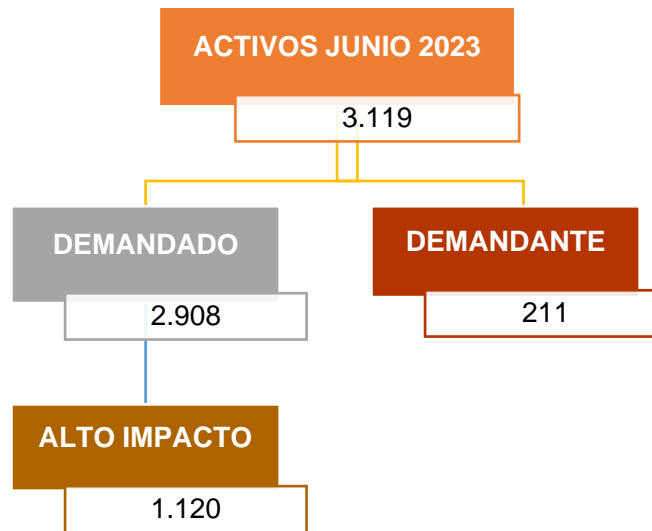 ACTIVOS JUNIO 2023
3.119
DEMANDADO
2.908
DEMANDANTE
211
ALTO IMPACTO
1.120